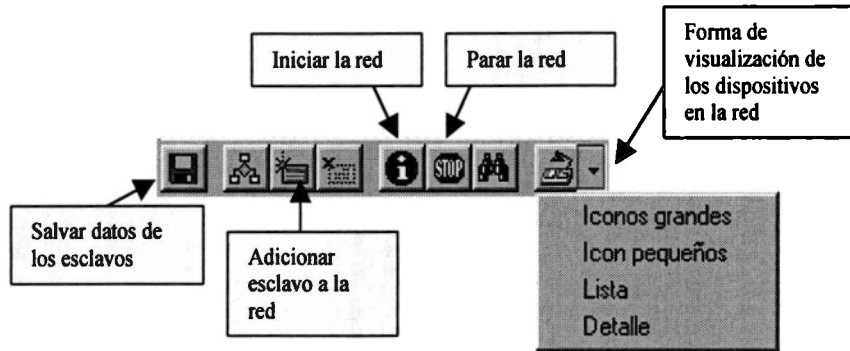 Iniciar la red
Parar la red
Forma de
visualización de
los dispositivos
en la red
STOP
Salvar datos de
los esclavos
Adicionar
esclavo a la
red
Iconos grandes
Icon pequeños
Lista
Detalle